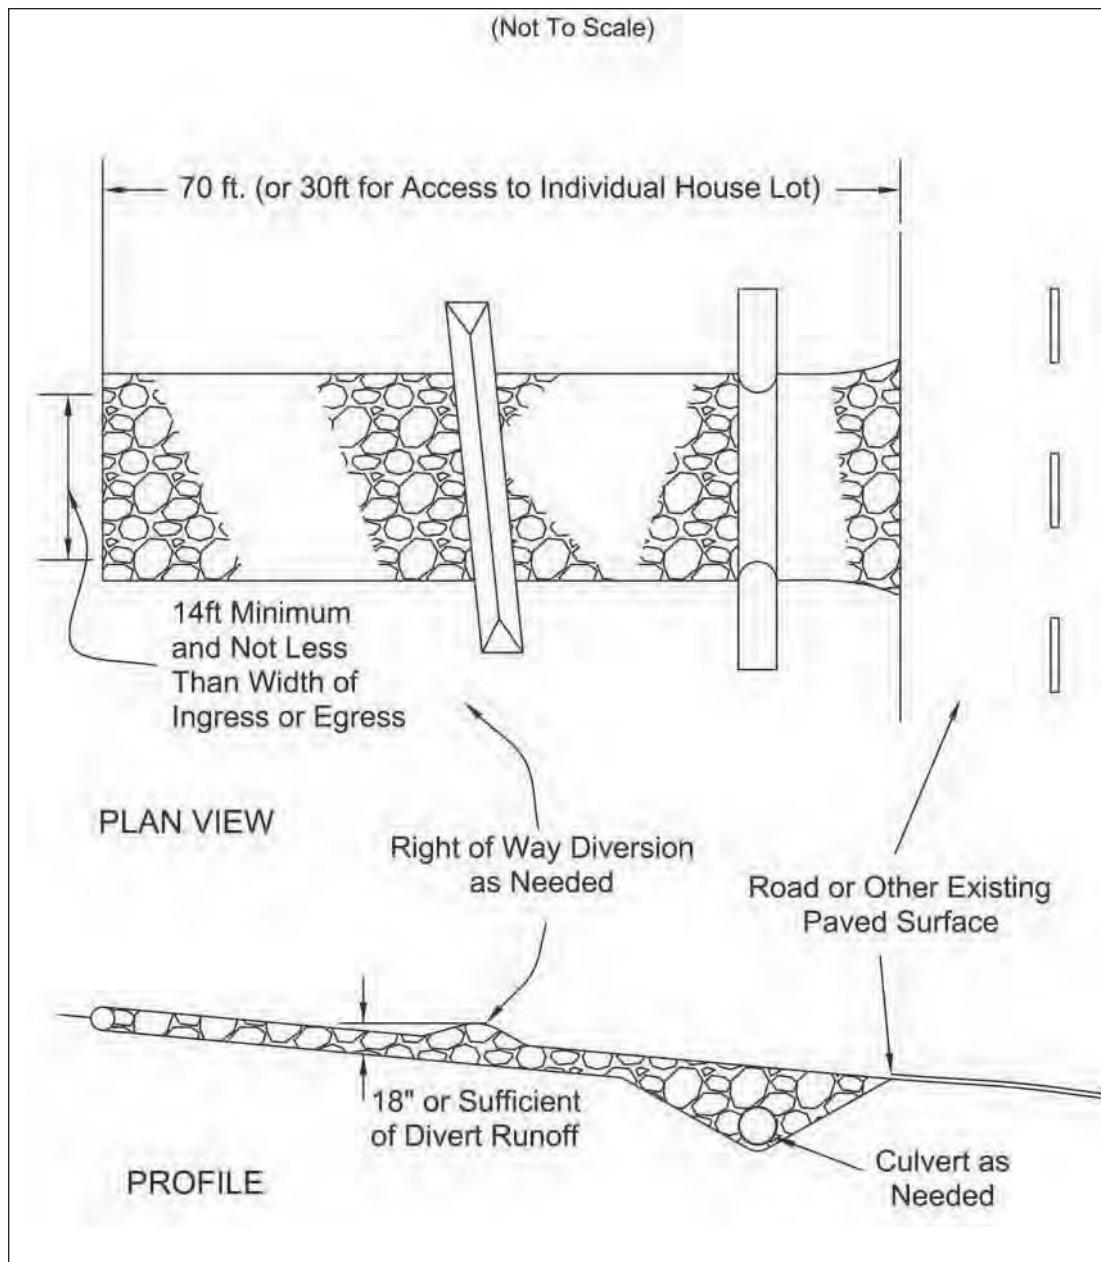 (Not To Scale)
70 ft. (or 30ft for Access to Individual House Lot)
14ft Minimum
and Not Less
Than Width of
Ingress or Egress
PLAN VIEW
Right of Way Diversion
as Needed
Road or Other Existing
Paved Surface
18" or Sufficient
of Divert Runoff
Culvert as
Needed
PROFILE